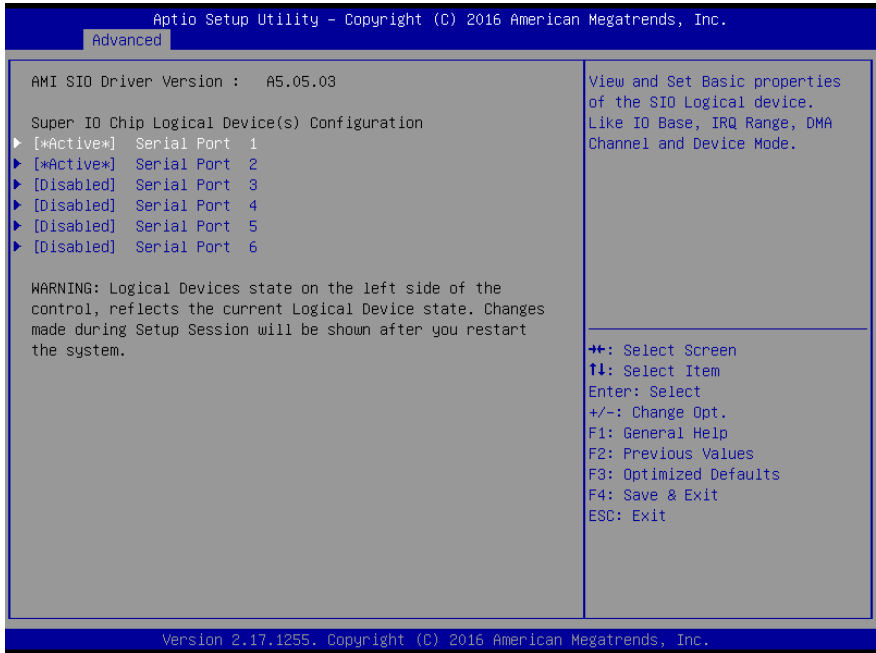 Aptio Setup Utility – Copyright (C) 2016 American Megatrends, Inc.
Advanced
AMI SIO Driver Version :   A5.05.03
Super IO Chip Logical Device(s) Configuration
[*Active*]  Serial Port  1
[*Active*]  Serial Port  2
[Disabled]  Serial Port  3
[Disabled]  Serial Port  4
[Disabled]  Serial Port  5
[Disabled]  Serial Port  6
WARNING: Logical Devices state on the left side of the
control, reflects the current Logical Device state. Changes
made during Setup Session will be shown after you restart
the system.
View and Set Basic properties
of the SIO Logical device.
Like IO Base, IRQ Range, DMA
Channel and Device Mode.
→←: Select Screen
↑↓: Select Item
Enter: Select
+/-: Change Opt.
F1: General Help
F2: Previous Values
F3: Optimized Defaults
F4: Save & Exit
ESC: Exit
Version 2.17.1255. Copyright (C) 2016 American Megatrends, Inc.